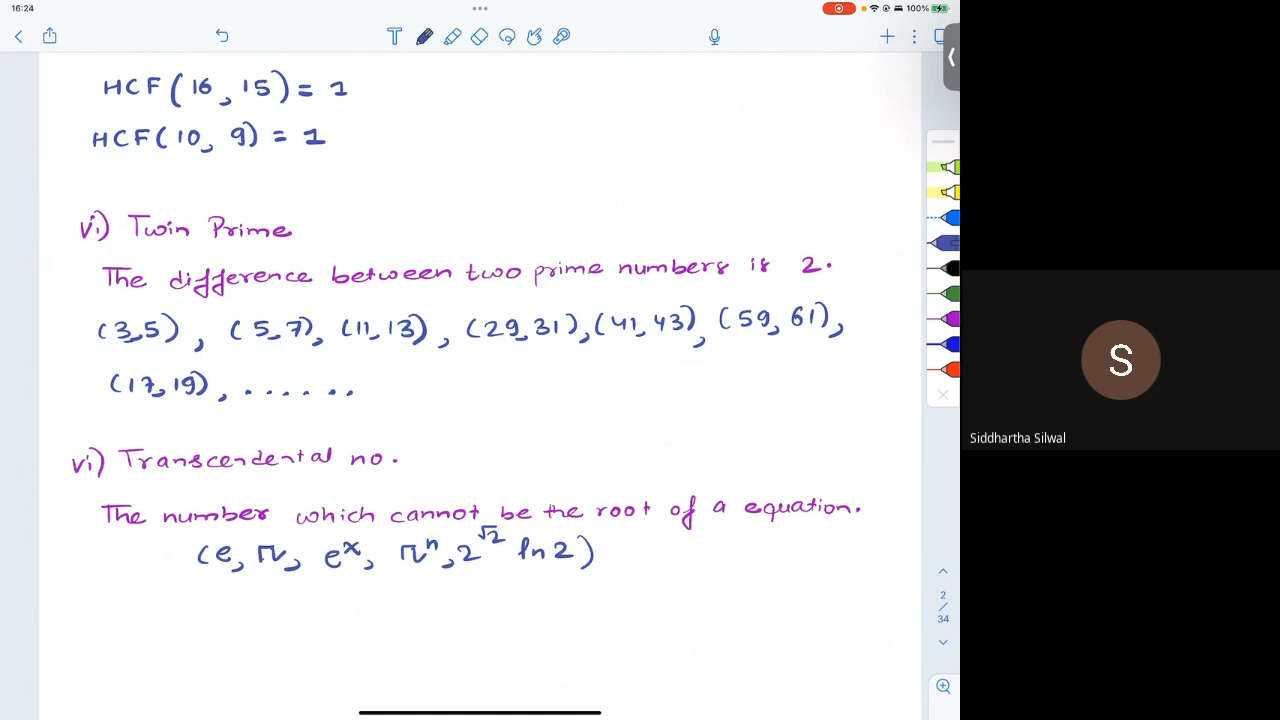 16:24
100%
HCF(16, 15) = 1
HCF(10, 9) = 1
vi) Twin Prime
The difference between two prime numbers is 2.
(3,5), (5,7), (11,13), (29,31), (41,43), (59,61),
(17,19), ......
vi) Transcendental no.
The number which cannot be the root of a equation.
(e, π, eˣ, πⁿ, 2^√2 ln 2)
2
/
34
S
Siddhartha Silwal